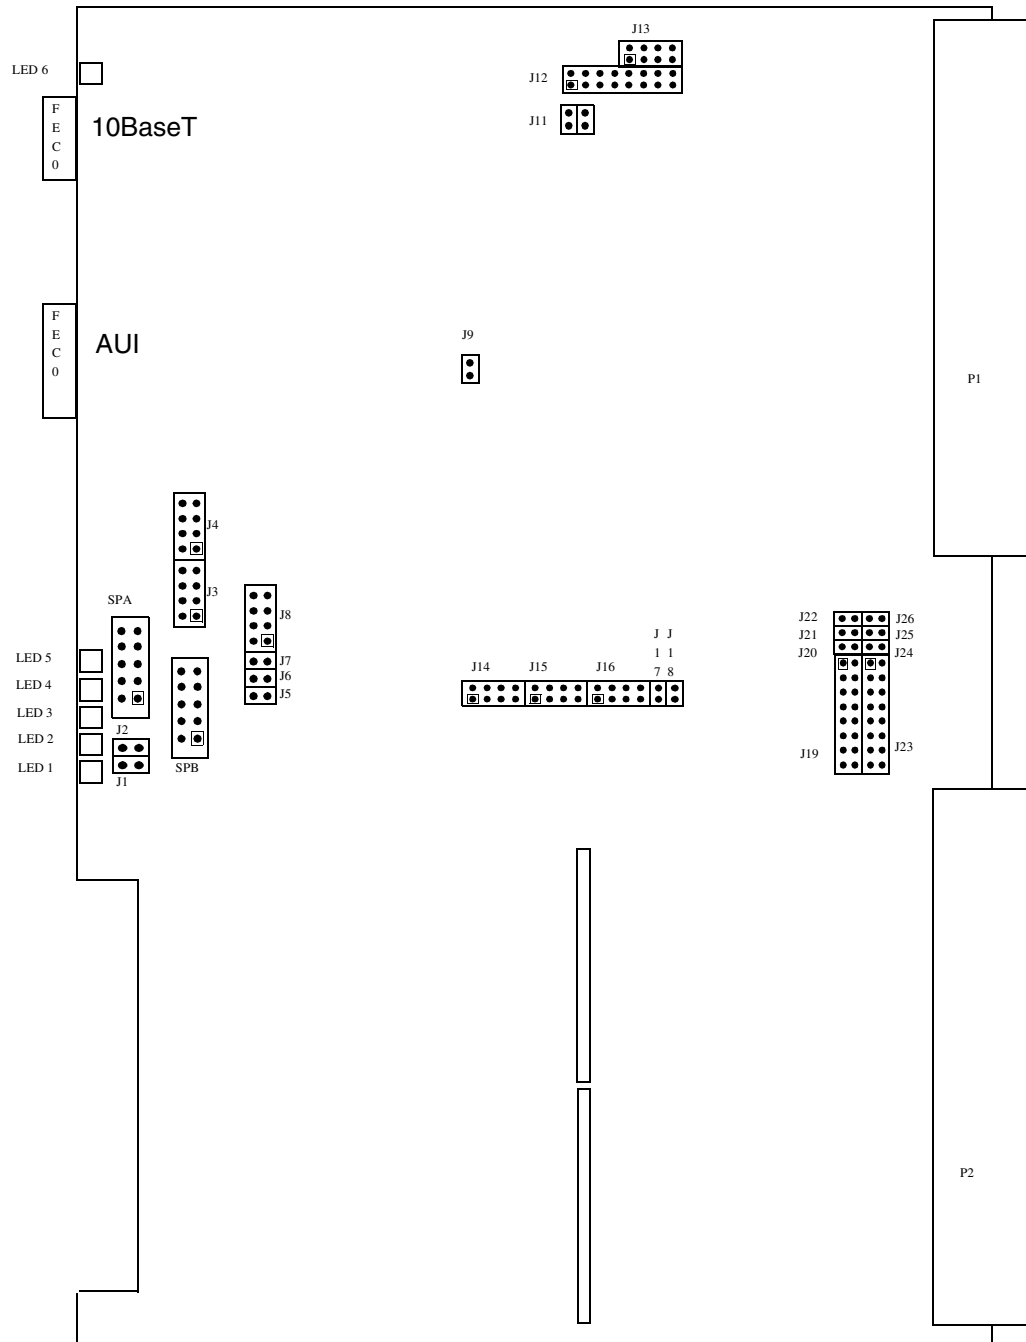 J13
LED 6
J12
F
E
C
0
10BaseT
J11
F
E
C
0
AUI
J9
P1
J4
J3
SPA
J8
J22
J26
J21
J25
J20
J24
LED 5
J7
J
1
7
J
1
8
J14
J15
J16
J6
LED 4
J5
LED 3
J2
LED 2
J19
J23
LED 1
SPB
J1
P2